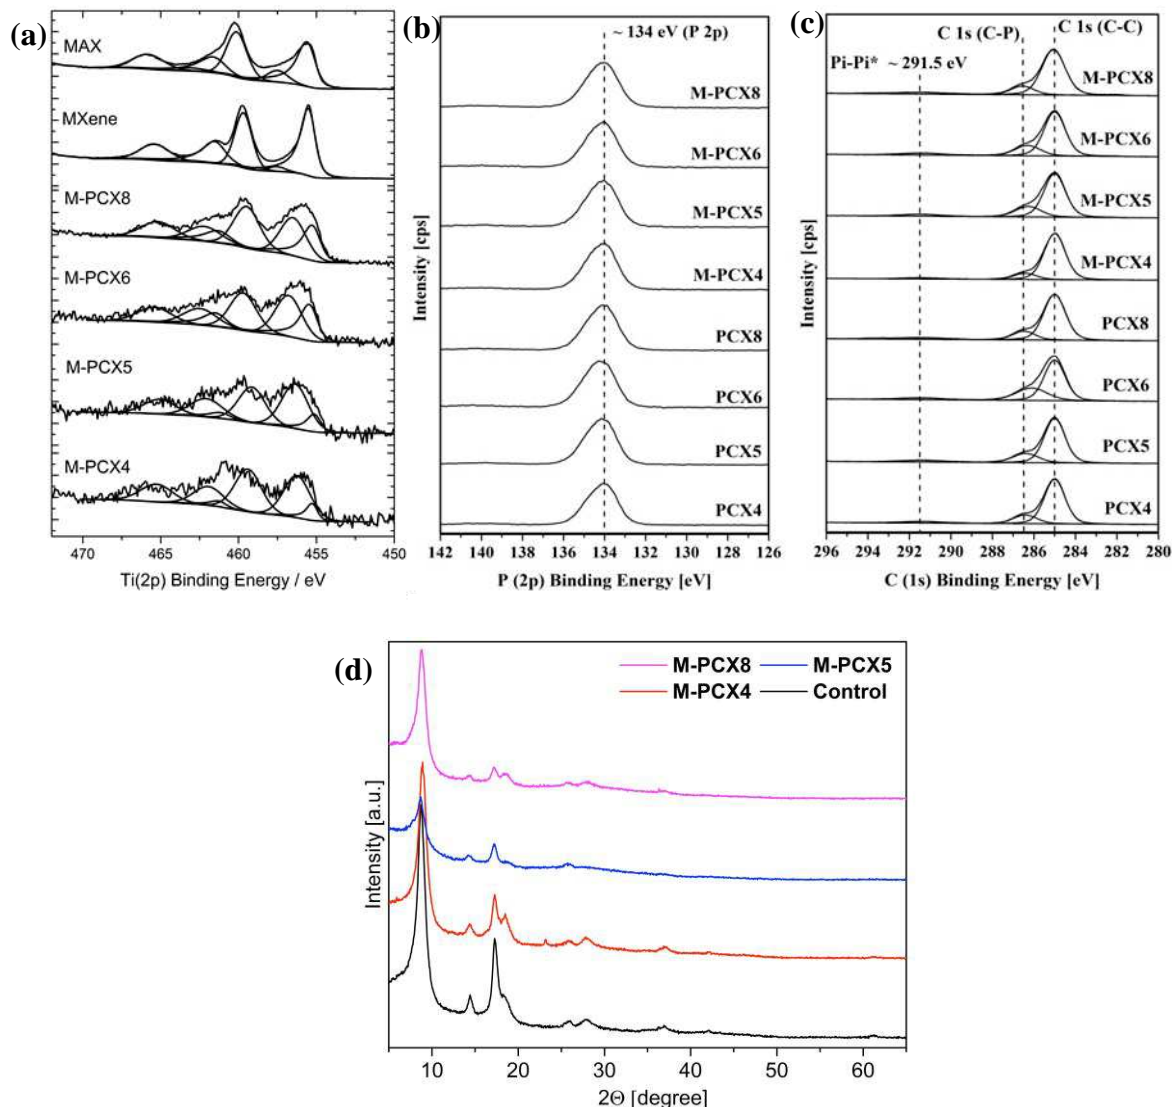 (a)
MAX
MXene
M-PCX8
M-PCX6
M-PCX5
M-PCX4
470 465 460 455 450
Ti(2p) Binding Energy / eV
(b)
~ 134 eV (P 2p)
M-PCX8
M-PCX6
M-PCX5
M-PCX4
PCX8
PCX6
PCX5
PCX4
Intensity [cps]
142 140 138 136 134 132 130 128 126
P (2p) Binding Energy [eV]
(c)
C 1s (C-P)
C 1s (C-C)
Pi-Pi* ~ 291.5 eV
M-PCX8
M-PCX6
M-PCX5
M-PCX4
PCX8
PCX6
PCX5
PCX4
Intensity [cps]
296 294 292 290 288 286 284 282 280
C (1s) Binding Energy [eV]
(d)
M-PCX8 M-PCX5
M-PCX4 Control
Intensity [a.u.]
10 20 30 40 50 60
2Θ [degree]